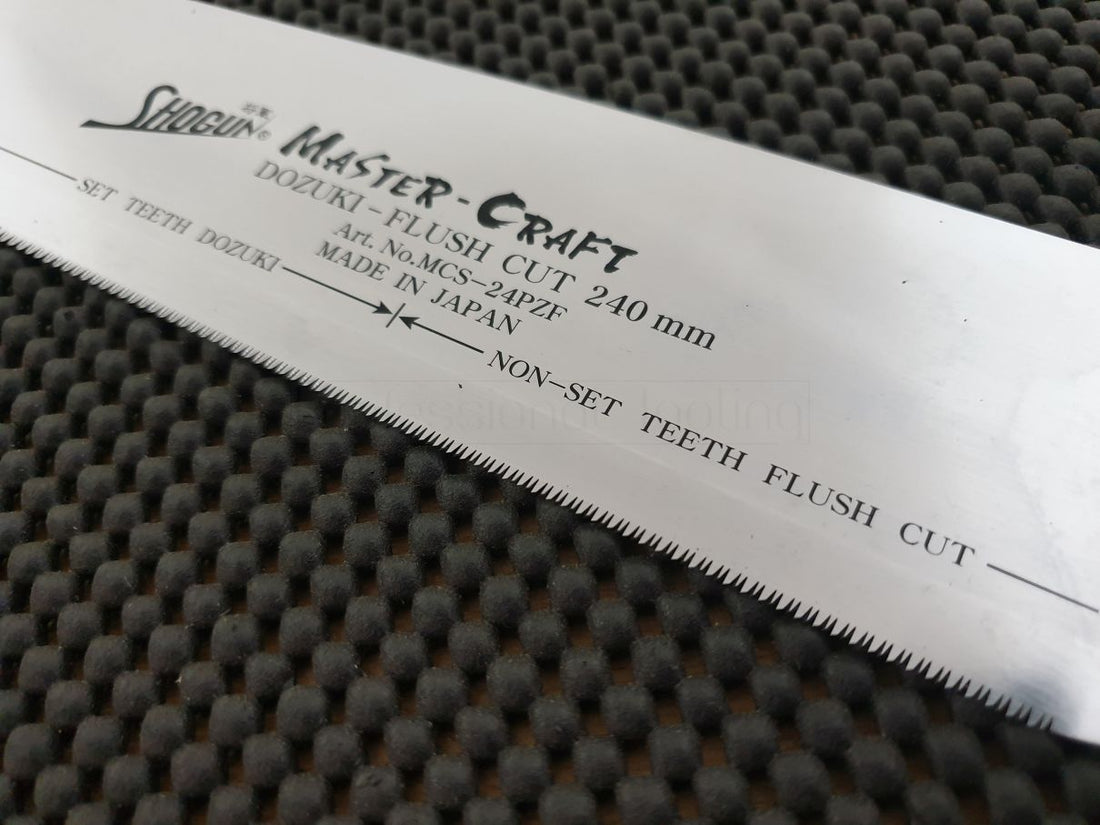 SHOGUN®
MASTER-CRAFT
DOZUKI-FLUSH CUT 240 mm
Art. No.MCS-24PZF
MADE IN JAPAN
SET TEETH DOZUKI
NON-SET TEETH FLUSH CUT
tooling